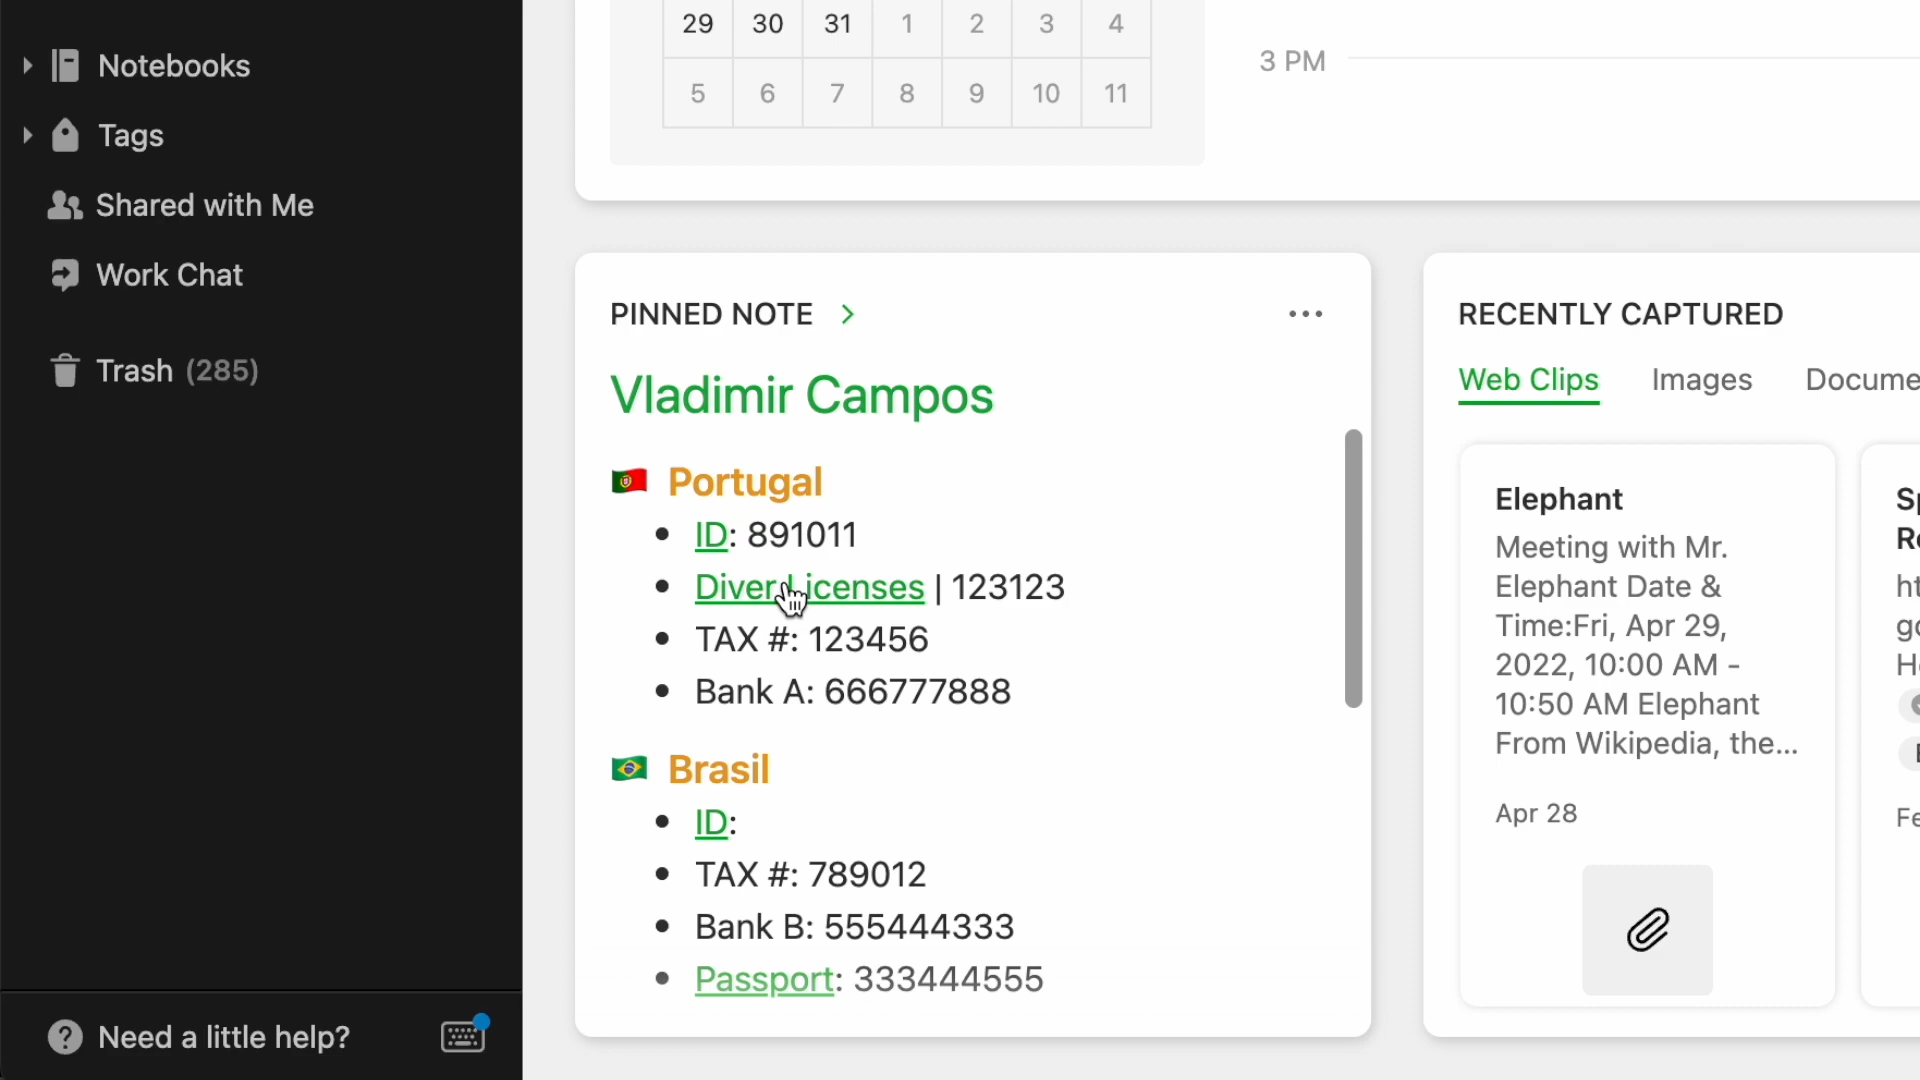 Notebooks
Tags
Shared with Me
Work Chat
Trash (285)
Need a little help?
29 30 31 1 2 3 4
5 6 7 8 9 10 11
3 PM
PINNED NOTE
Vladimir Campos
Portugal
ID: 891011
Diver Licenses | 123123
TAX #: 123456
Bank A: 666777888
Brasil
ID:
TAX #: 789012
Bank B: 555444333
Passport: 333444555
RECENTLY CAPTURED
Web Clips Images Docume
Elephant
Meeting with Mr.
Elephant Date &
Time:Fri, Apr 29,
2022, 10:00 AM -
10:50 AM Elephant
From Wikipedia, the...
Apr 28